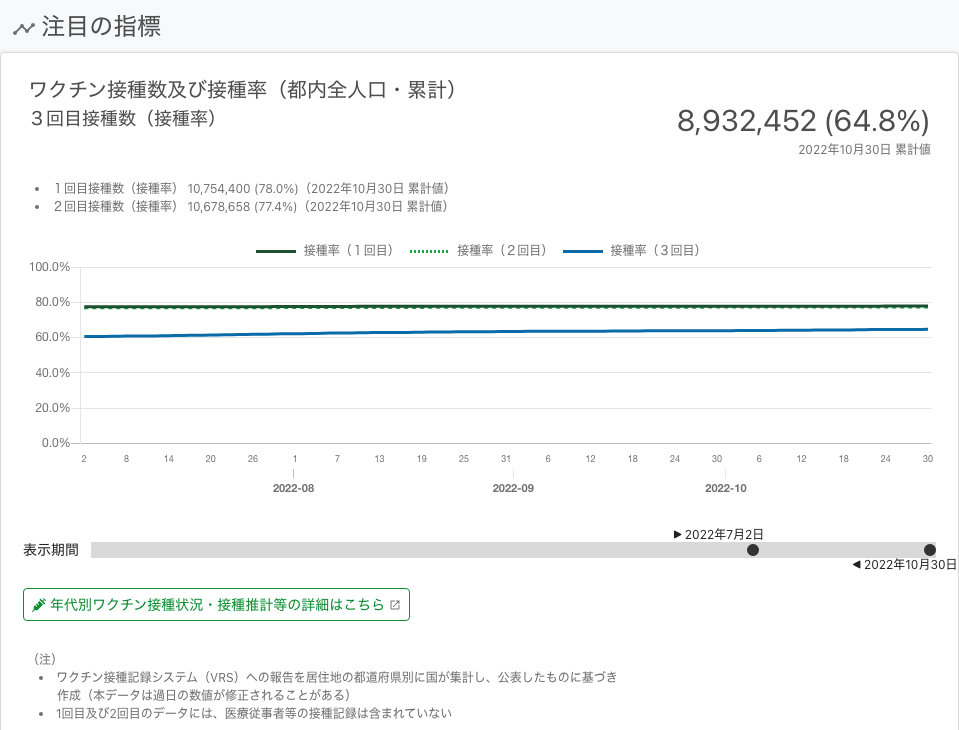 注目の指標
ワクチン接種数及び接種率（都内全人口・累計）
３回目接種数（接種率）
8,932,452 (64.8%)
2022年10月30日 累計値
１回目接種数（接種率） 10,754,400 (78.0%)（2022年10月30日 累計値）
２回目接種数（接種率） 10,678,658 (77.4%)（2022年10月30日 累計値）
接種率（１回目） 接種率（２回目） 接種率（３回目）
100.0%
80.0%
60.0%
40.0%
20.0%
0.0%
2 8 14 20 26 1 7 13 19 25 31 6 12 18 24 30 6 12 18 24 30
2022-08 2022-09 2022-10
▶ 2022年7月2日
表示期間
◀ 2022年10月30日
年代別ワクチン接種状況・接種推計等の詳細はこちら
（注）
• ワクチン接種記録システム（VRS）への報告を居住地の都道府県別に国が集計し、公表したものに基づき
作成（本データは過日の数値が修正されることがある）
• 1回目及び2回目のデータには、医療従事者等の接種記録は含まれていない